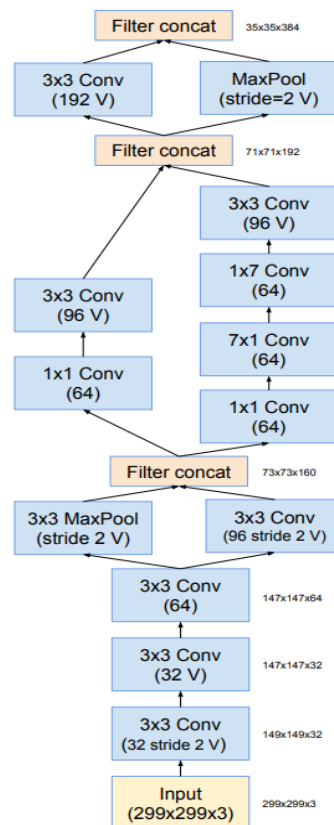 Filter concat 35x35x384
3x3 Conv
(192 V)
MaxPool
(stride=2 V)
Filter concat 71x71x192
3x3 Conv
(96 V)
1x7 Conv
(64)
3x3 Conv
(96 V)
7x1 Conv
(64)
1x1 Conv
(64)
1x1 Conv
(64)
Filter concat 73x73x160
3x3 MaxPool
(stride 2 V)
3x3 Conv
(96 stride 2 V)
3x3 Conv
(64)
147x147x64
3x3 Conv
(32 V)
147x147x32
3x3 Conv
(32 stride 2 V)
149x149x32
Input
(299x299x3)
299x299x3